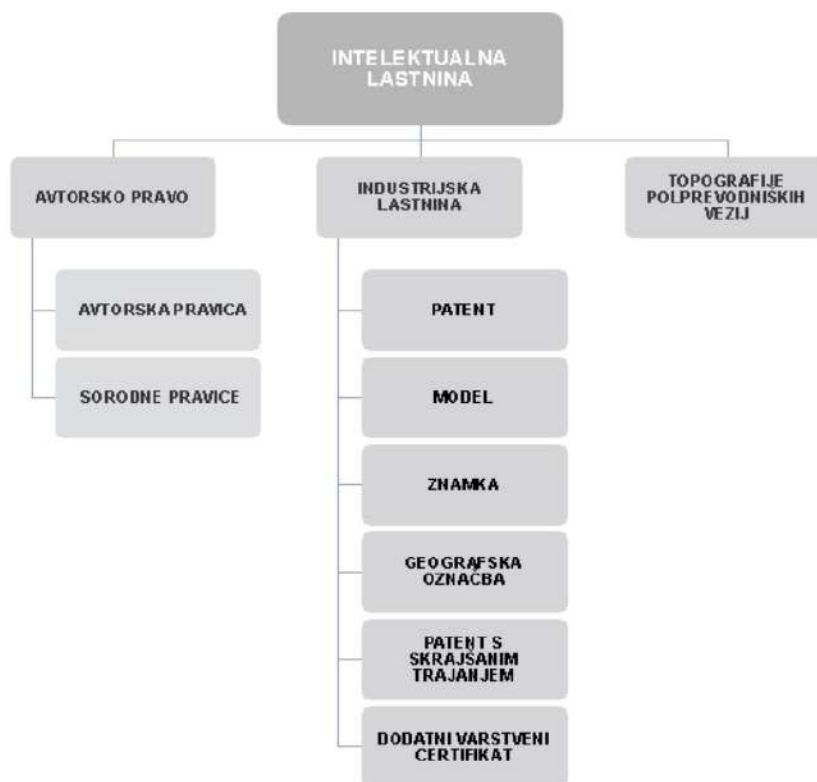 INTELEKTUALNA
LASTNINA
AVTORSKO PRAVO
INDUSTRIJSKA
LASTNINA
TOPOGRAFIJE
POLPREVODNIŠKIH
VEZIJ
AVTORSKA PRAVICA
SORODNE PRAVICE
PATENT
MODEL
ZNAMKA
GEOGRAFSKA
OZNAČBA
PATENT S
SKRAJŠANIM
TRAJANJEM
DODATNI VARSTVENI
CERTIFIKAT